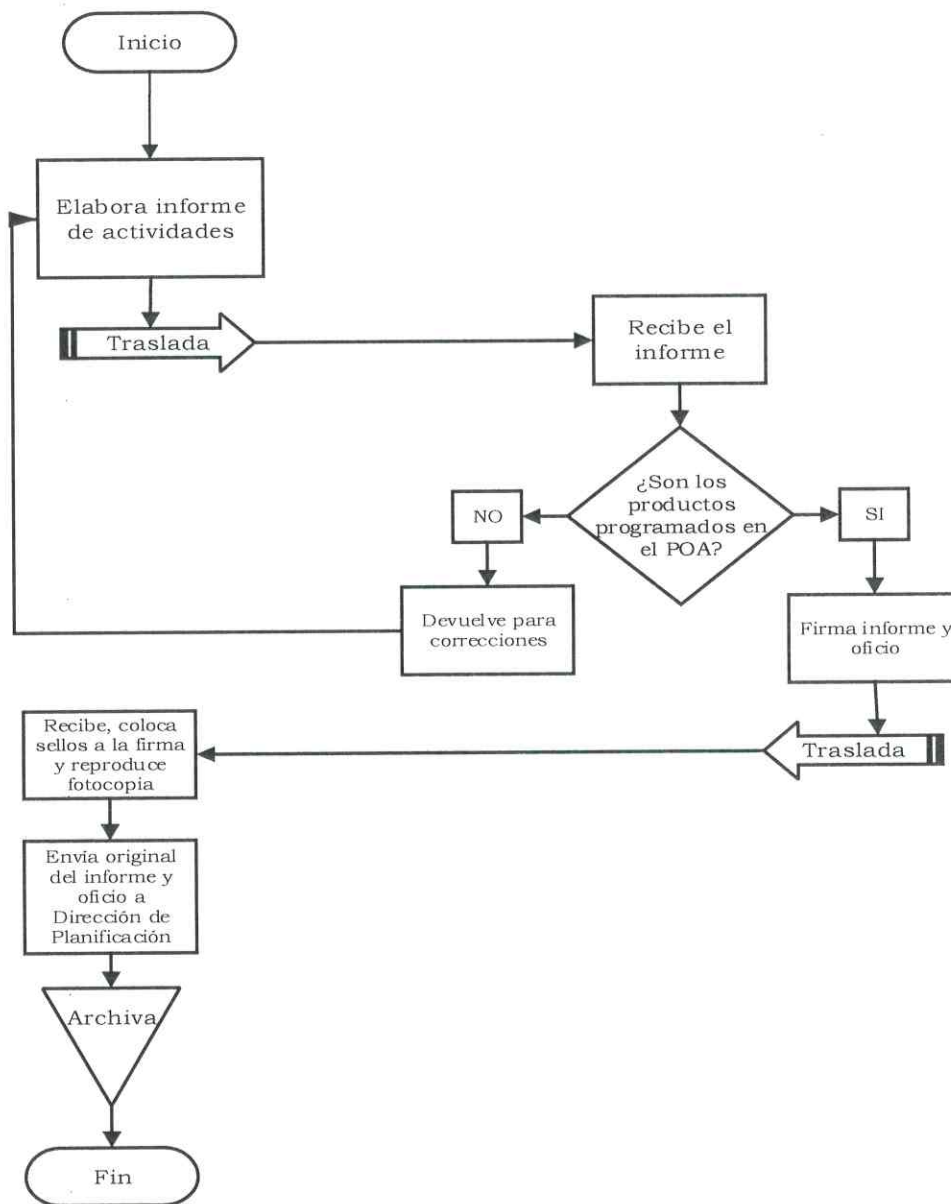 Inicio
Elabora informe
de actividades
Traslada
Recibe el
informe
¿Son los
productos
programados en
el POA?
NO
SI
Devuelve para
correcciones
Firma informe y
oficio
Traslada
Recibe, coloca
sellos a la firma
y reproduce
fotocopia
Envía original
del informe y
oficio a
Dirección de
Planificación
Archiva
Fin